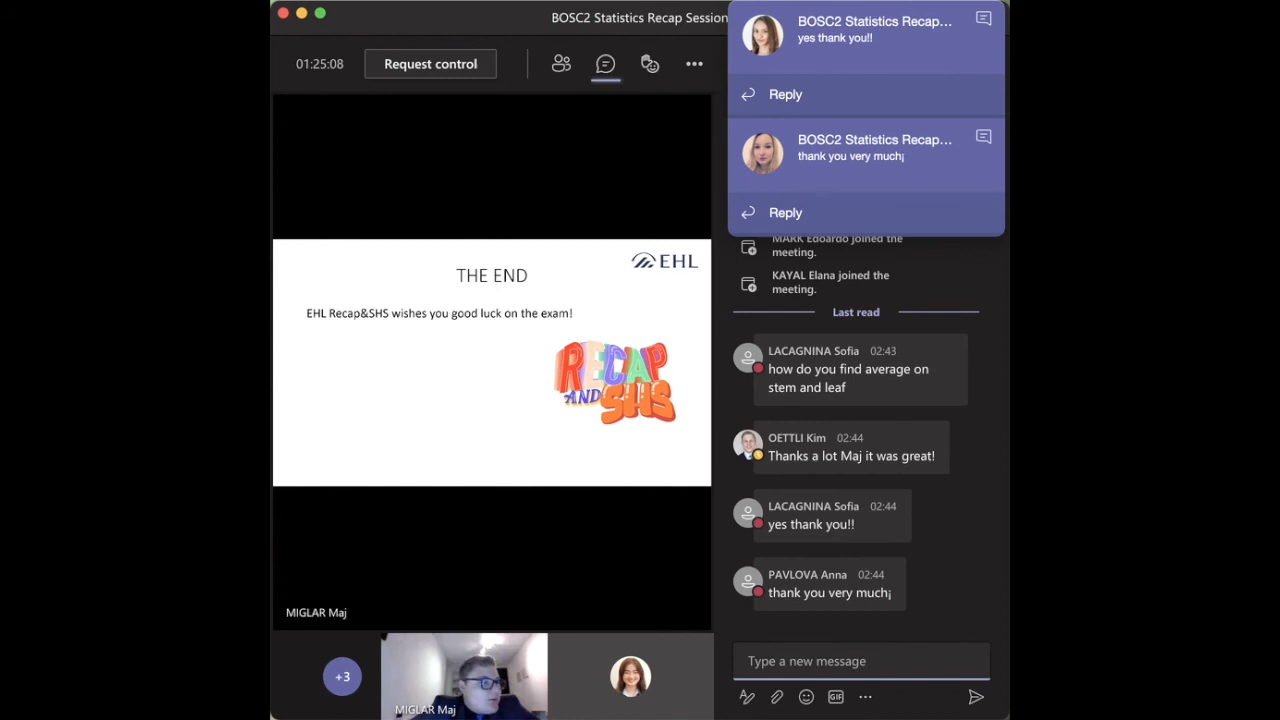 BOSC2 Statistics Recap Session
01:25:08
Request control
BOSC2 Statistics Recap...
yes thank you!!
Reply
BOSC2 Statistics Recap...
thank you very much¡
Reply
MARK Edoardo joined the
meeting.
KAYAL Elana joined the
meeting.
Last read
LACAGNINA Sofia 02:43
how do you find average on
stem and leaf
OETTLI Kim 02:44
Thanks a lot Maj it was great!
LACAGNINA Sofia 02:44
yes thank you!!
PAVLOVA Anna 02:44
thank you very much¡
Type a new message
GIF
EHL
THE END
EHL Recap&SHS wishes you good luck on the exam!
RECAP
AND SHS
MIGLAR Maj
+3
MIGLAR Maj